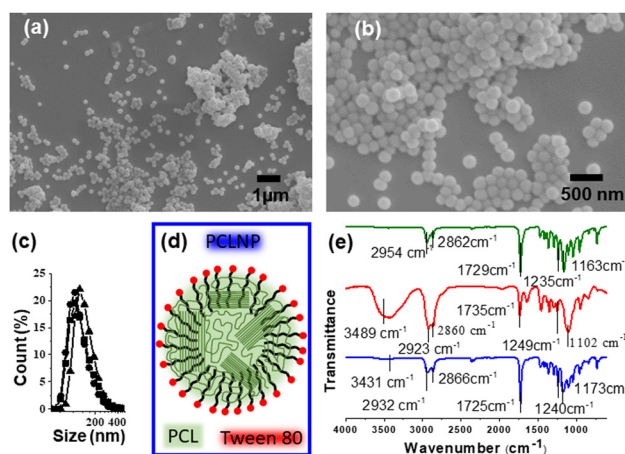 (a)
1µm
(b)
500 nm
(c)
Count (%)
25
20
15
10
5
0
0 200 400
Size (nm)
(d)
PCLNP
PCL
Tween 80
(e)
Transmittance
2954 cm-1
2862cm-1
1729cm-1
1235cm-1
1163cm-1
3489 cm-1
2923 cm-1
2860 cm-1
1735cm-1
1249cm-1
1102 cm-1
3431 cm-1
2932 cm-1
2866cm-1
1725cm-1
1240cm-1
1173cm-1
4000 3500 3000 2500 2000 1500 1000
Wavenumber (cm-1)